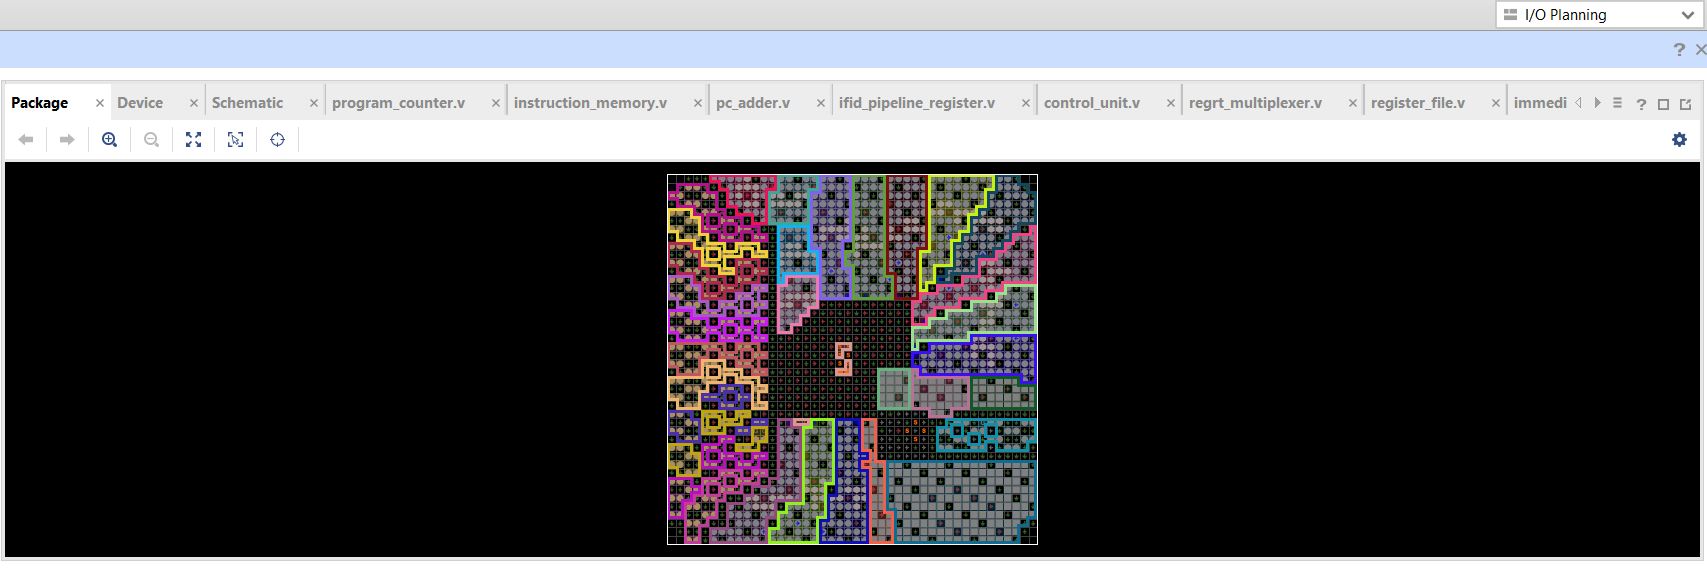 I/O Planning
Package Device Schematic program_counter.v instruction_memory.v pc_adder.v ifid_pipeline_register.v control_unit.v regrt_multiplexer.v register_file.v immedi